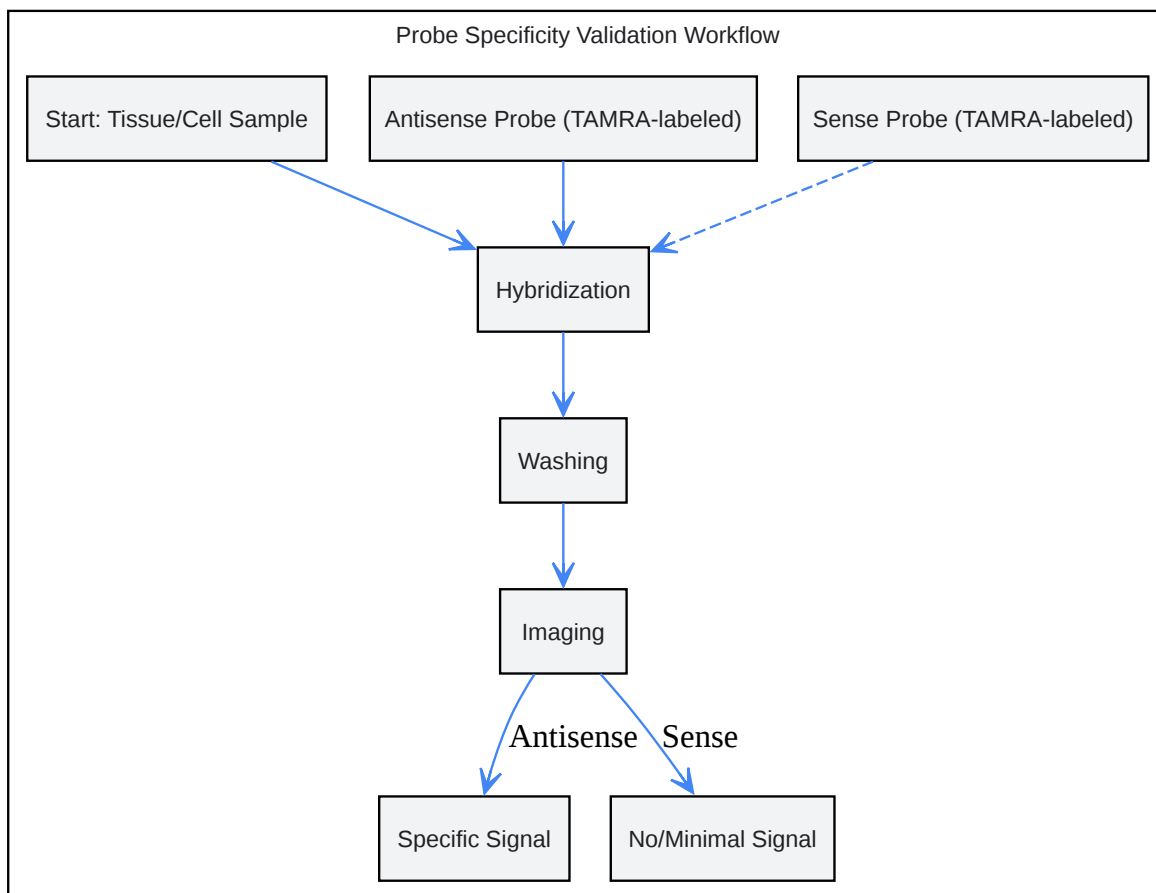 Probe Specificity Validation Workflow
Start: Tissue/Cell Sample
Antisense Probe (TAMRA-labeled)
Sense Probe (TAMRA-labeled)
Hybridization
Washing
Imaging
Antisense
Sense
Specific Signal
No/Minimal Signal